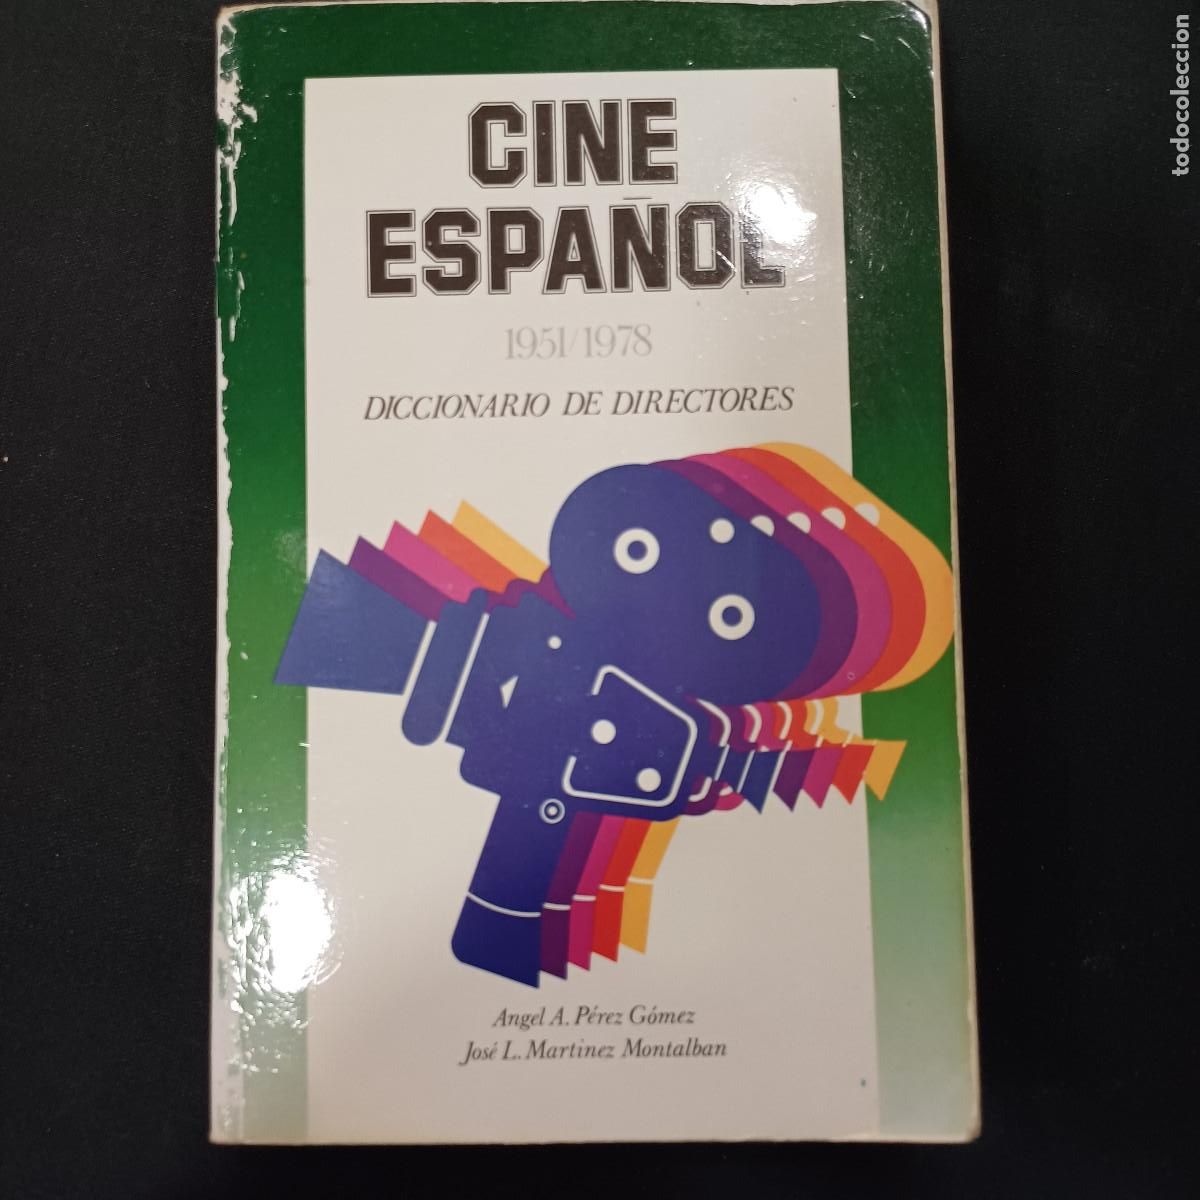 CINE
ESPAÑOL
1951/1978
DICCIONARIO DE DIRECTORES
Angel A. Pérez Gómez
José L. Martinez Montalban
todocoleccion